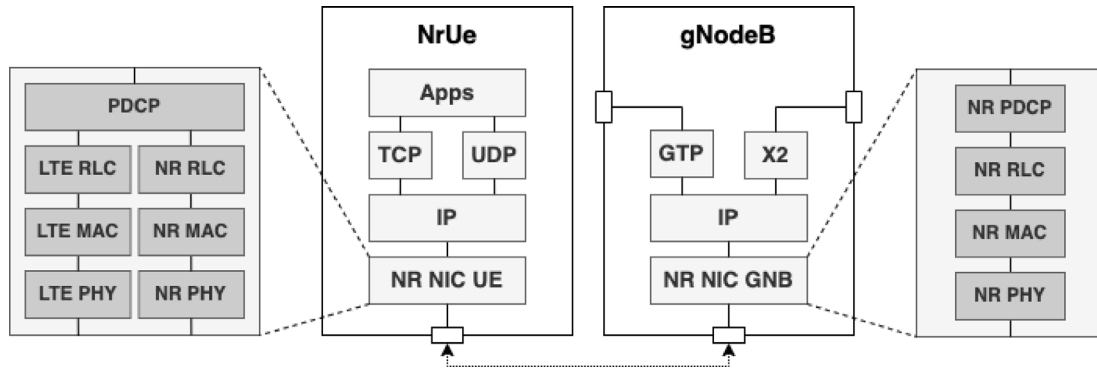 NrUe
gNodeB
PDCP
LTE RLC
NR RLC
LTE MAC
NR MAC
LTE PHY
NR PHY
Apps
TCP
UDP
IP
NR NIC UE
GTP
X2
IP
NR NIC GNB
NR PDCP
NR RLC
NR MAC
NR PHY